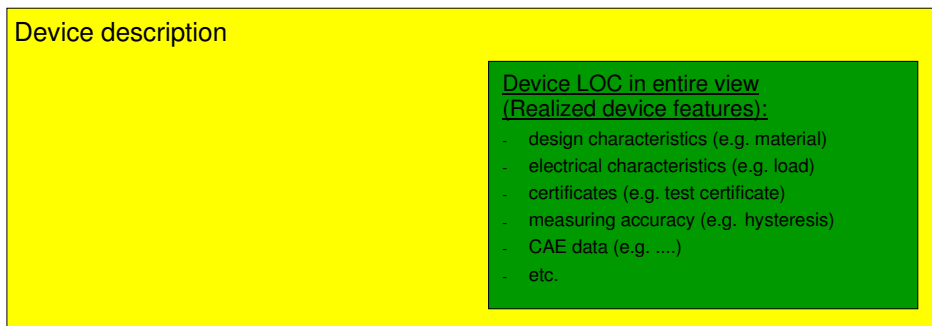 Device description
Device LOC in entire view
(Realized device features):
- design characteristics (e.g. material)
- electrical characteristics (e.g. load)
- certificates (e.g. test certificate)
- measuring accuracy (e.g. hysteresis)
- CAE data (e.g. ....)
- etc.